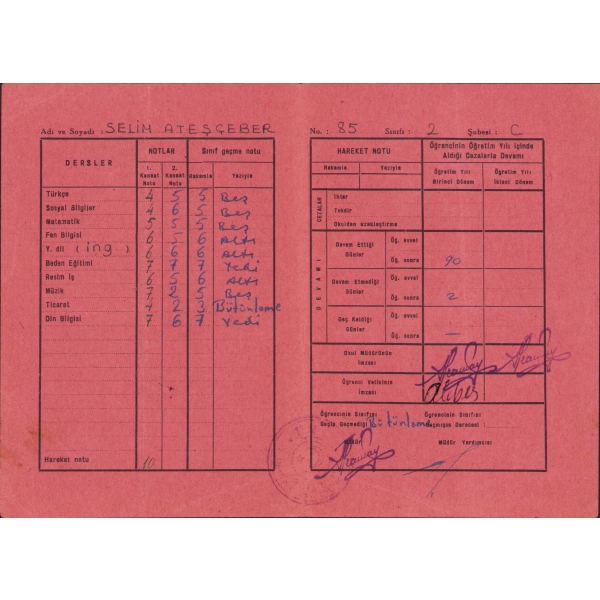 Adı ve Soyadı : SELİM ATEŞÇEBER
DERSLER NOTLAR Sınıf geçme notu
1. Kanaat Notu 2. Kanaat Notu Rakamla Yazıyla
Türkçe 4 5 5 Beş
Sosyal Bilgiler 4 6 5 Beş
Matematik 5 5 5 Beş
Fen Bilgisi 6 5 6 Altı
Y. dil ( ing ) 6 6 6 Altı
Beden Eğitimi 7 7 7 Yedi
Resim İş 6 5 6 Altı
Müzik 7 2 5 Beş
Ticaret 4 2 3 Bütünleme
Din Bilgisi 7 6 7 Yedi
Hareket notu 10
No. : 85 Sınıfı : 2 Şubesi : C
HAREKET NOTU Öğrencinin Öğretim Yılı İçinde Aldığı Cezalarla Devamı
Rakamla Yazıyla Öğretim Yılı Birinci Dönem Öğretim Yılı İkinci Dönem
CEZALAR
İhtar
Tekdir
Okuldan uzaklaştırma
DEVAMI
Devam Ettiği Günler Öğ. evvel
Öğ. sonra 90
Devam Etmediği Günler Öğ. evvel
Öğ. sonra 2
Geç Kaldığı Günler Öğ. evvel
Öğ. sonra —
Okul Müdürünün İmzası
Öğrenci Velisinin İmzası
Öğrencinin Sınıfını Geçip Geçmediği Bütünleme
Öğrencinin Sınıfını Geçmişse Derecesi :
Müdür Müdür Yardımcısı